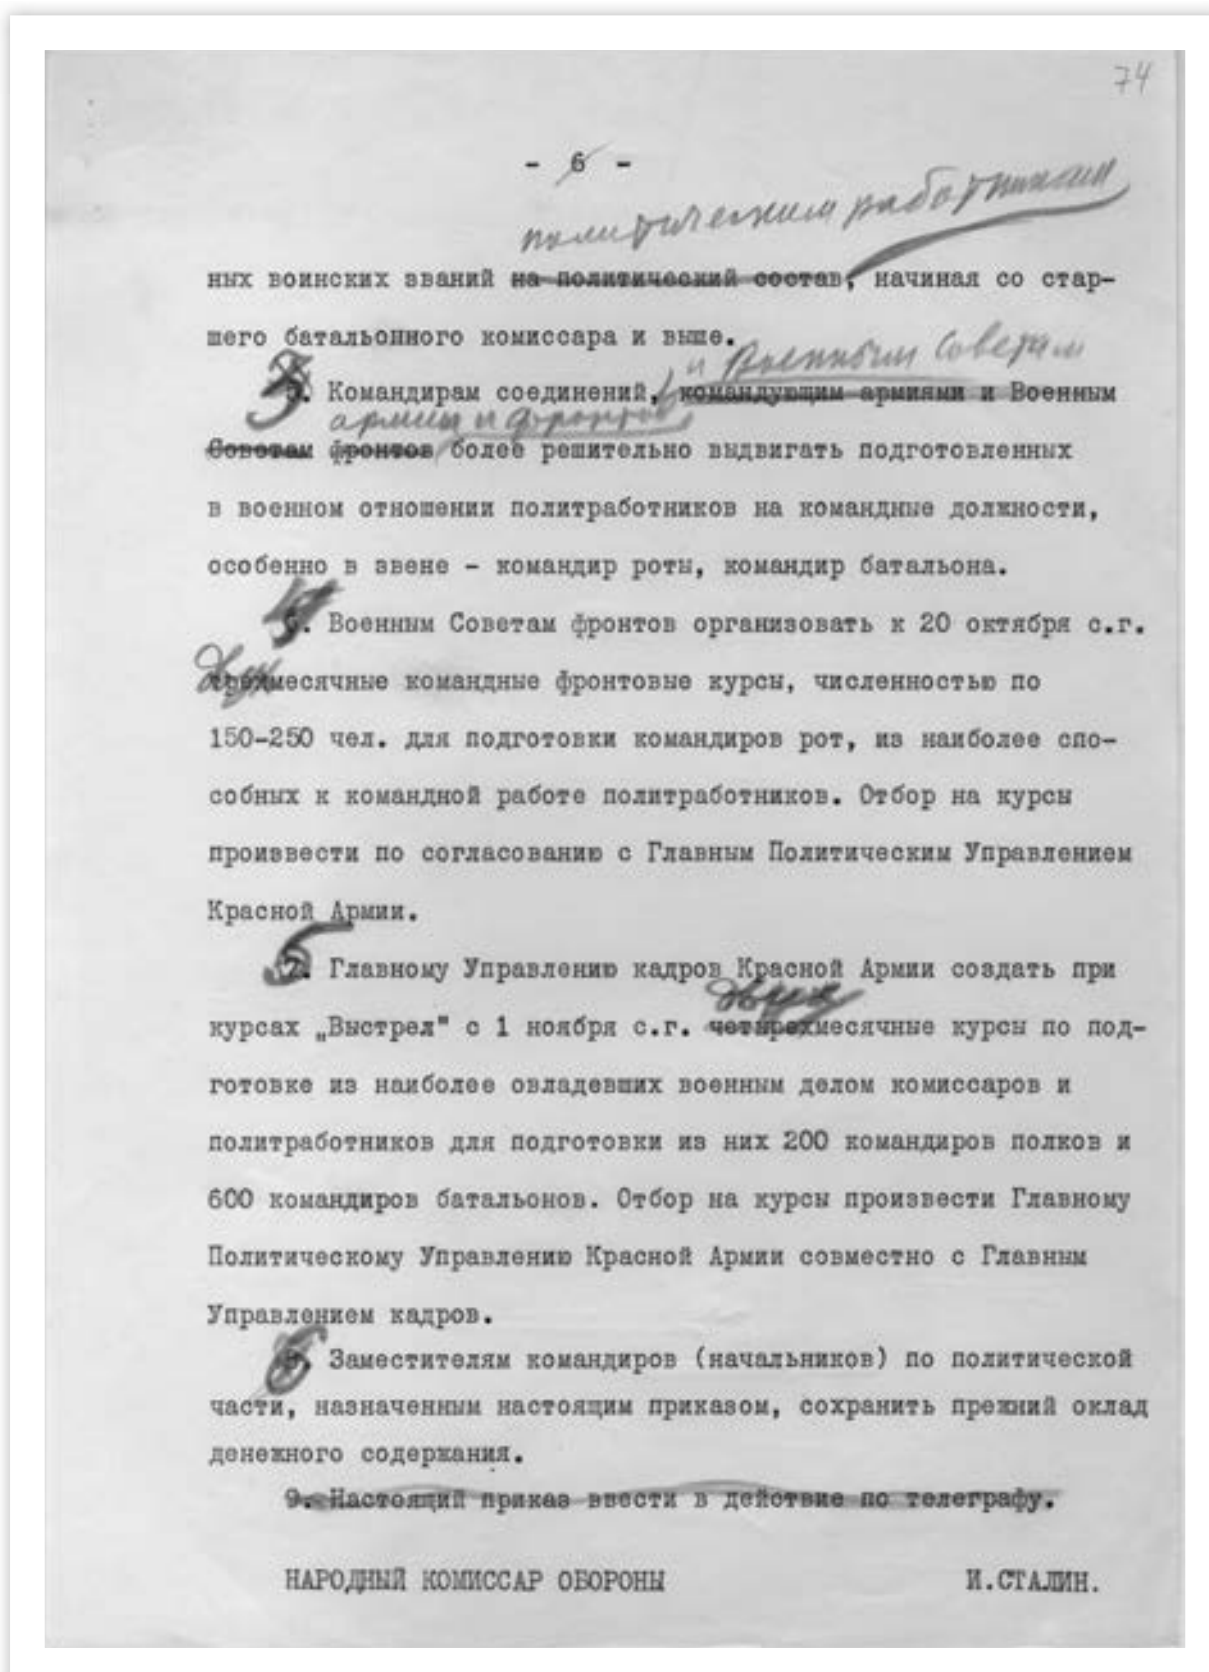 74
- 6 -
политическим работникам
ных воинских званий на политический состав, начиная со стар-
шего батальонного комиссара и выше.
и Военным Советам
3. Командирам соединений, командующим армиями и Военным
армий и фронтов
Советам фронтов более решительно выдвигать подготовленных
в военном отношении политработников на командные должности,
особенно в звене - командир роты, командир батальона.
4. Военным Советам фронтов организовать к 20 октября с.г.
двух
трехмесячные командные фронтовые курсы, численностью по
150-250 чел. для подготовки командиров рот, из наиболее спо-
собных к командной работе политработников. Отбор на курсы
произвести по согласованию с Главным Политическим Управлением
Красной Армии.
5 7. Главному Управлению кадров Красной Армии создать при
двух
курсах „Выстрел" с 1 ноября с.г. четырехмесячные курсы по под-
готовке из наиболее овладевших военным делом комиссаров и
политработников для подготовки из них 200 командиров полков и
600 командиров батальонов. Отбор на курсы произвести Главному
Политическому Управлению Красной Армии совместно с Главным
Управлением кадров.
6. Заместителям командиров (начальников) по политической
части, назначенным настоящим приказом, сохранить прежний оклад
денежного содержания.
9. Настоящий приказ ввести в действие по телеграфу.
НАРОДНЫЙ КОМИССАР ОБОРОНЫ И.СТАЛИН.